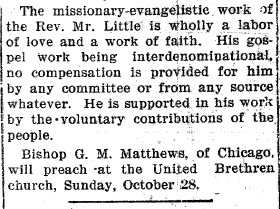 The missionary-evangelistic work of
the Rev. Mr. Little is wholly a labor
of love and a work of faith. His gos-
pel work being interdenominational,
no compensation is provided for him
by any committee or from any source
whatever. He is supported in his work
by the voluntary contributions of the
people.
Bishop G. M. Matthews, of Chicago,
will preach at the United Brethren
church, Sunday, October 28.